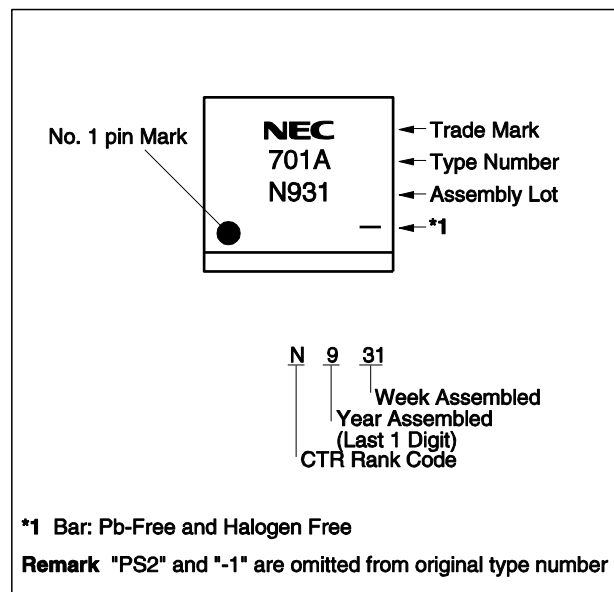 No. 1 pin Mark
NEC
701A
N931
Trade Mark
Type Number
Assembly Lot
*1
N 9 31
Week Assembled
Year Assembled
(Last 1 Digit)
CTR Rank Code
*1 Bar: Pb-Free and Halogen Free
Remark "PS2" and "-1" are omitted from original type number